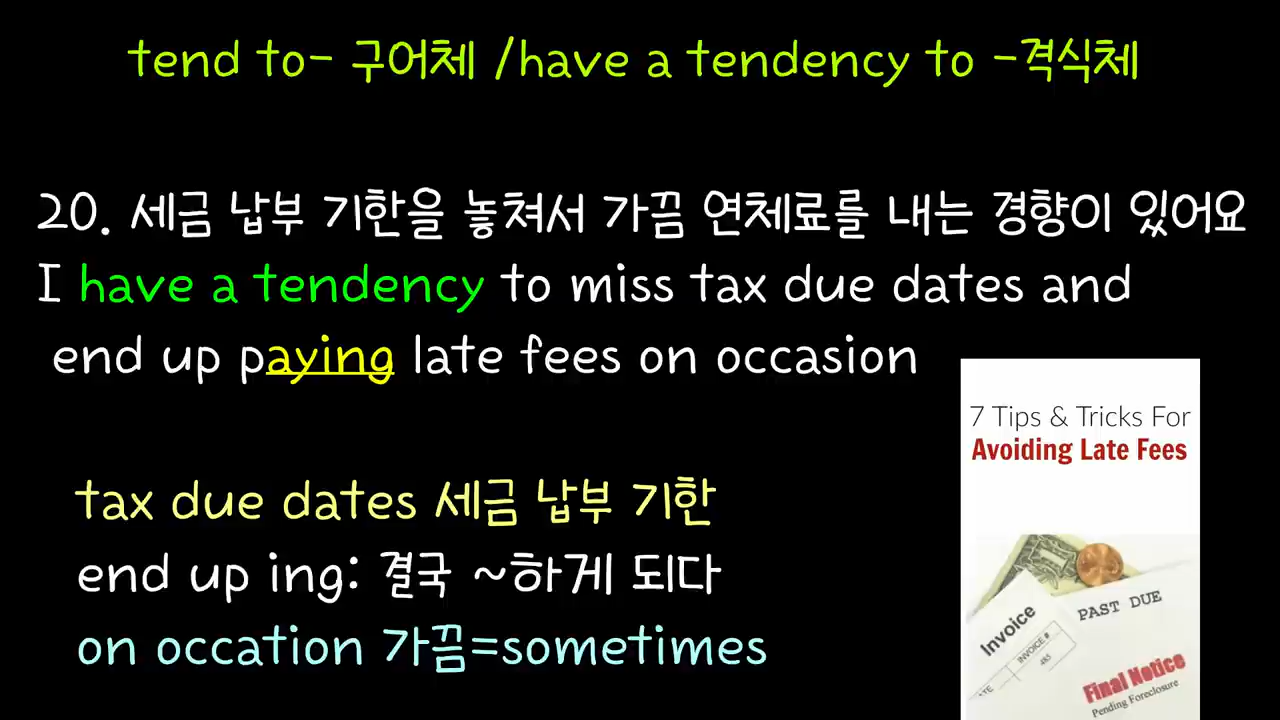 tend to- 구어체 /have a tendency to -격식체
20. 세금 납부 기한을 놓쳐서 가끔 연체료를 내는 경향이 있어요
I have a tendency to miss tax due dates and
end up paying late fees on occasion
7 Tips & Tricks For
Avoiding Late Fees
tax due dates 세금 납부 기한
end up ing: 결국 ~하게 되다
on occation 가끔=sometimes
PAST DUE
Invoice
INVOICE #
485
Final Notice
Pending Foreclosure